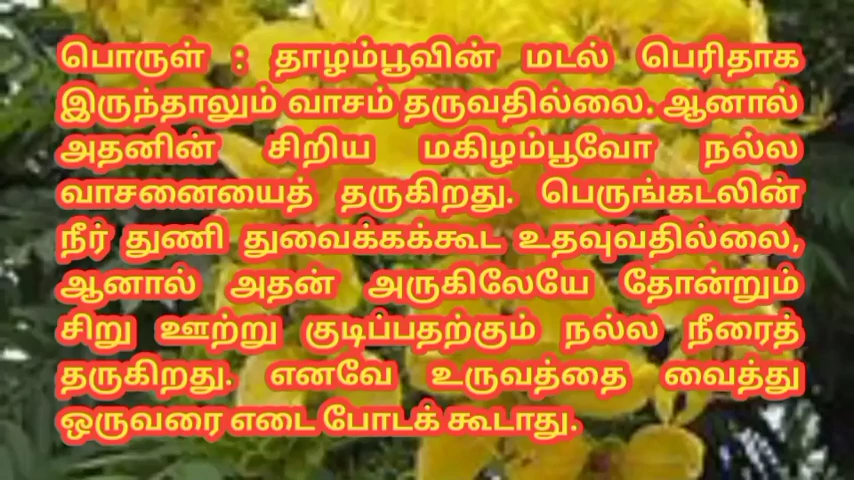 பொருள் : தாழம்பூவின் மடல் பெரிதாக
இருந்தாலும் வாசம் தருவதில்லை. ஆனால்
அதனின் சிறிய மகிழம்பூவோ நல்ல
வாசனையைத் தருகிறது. பெருங்கடலின்
நீர் துணி துவைக்கக்கூட உதவுவதில்லை,
ஆனால் அதன் அருகிலேயே தோன்றும்
சிறு ஊற்று குடிப்பதற்கும் நல்ல நீரைத்
தருகிறது. எனவே உருவத்தை வைத்து
ஒருவரை எடை போடக் கூடாது.